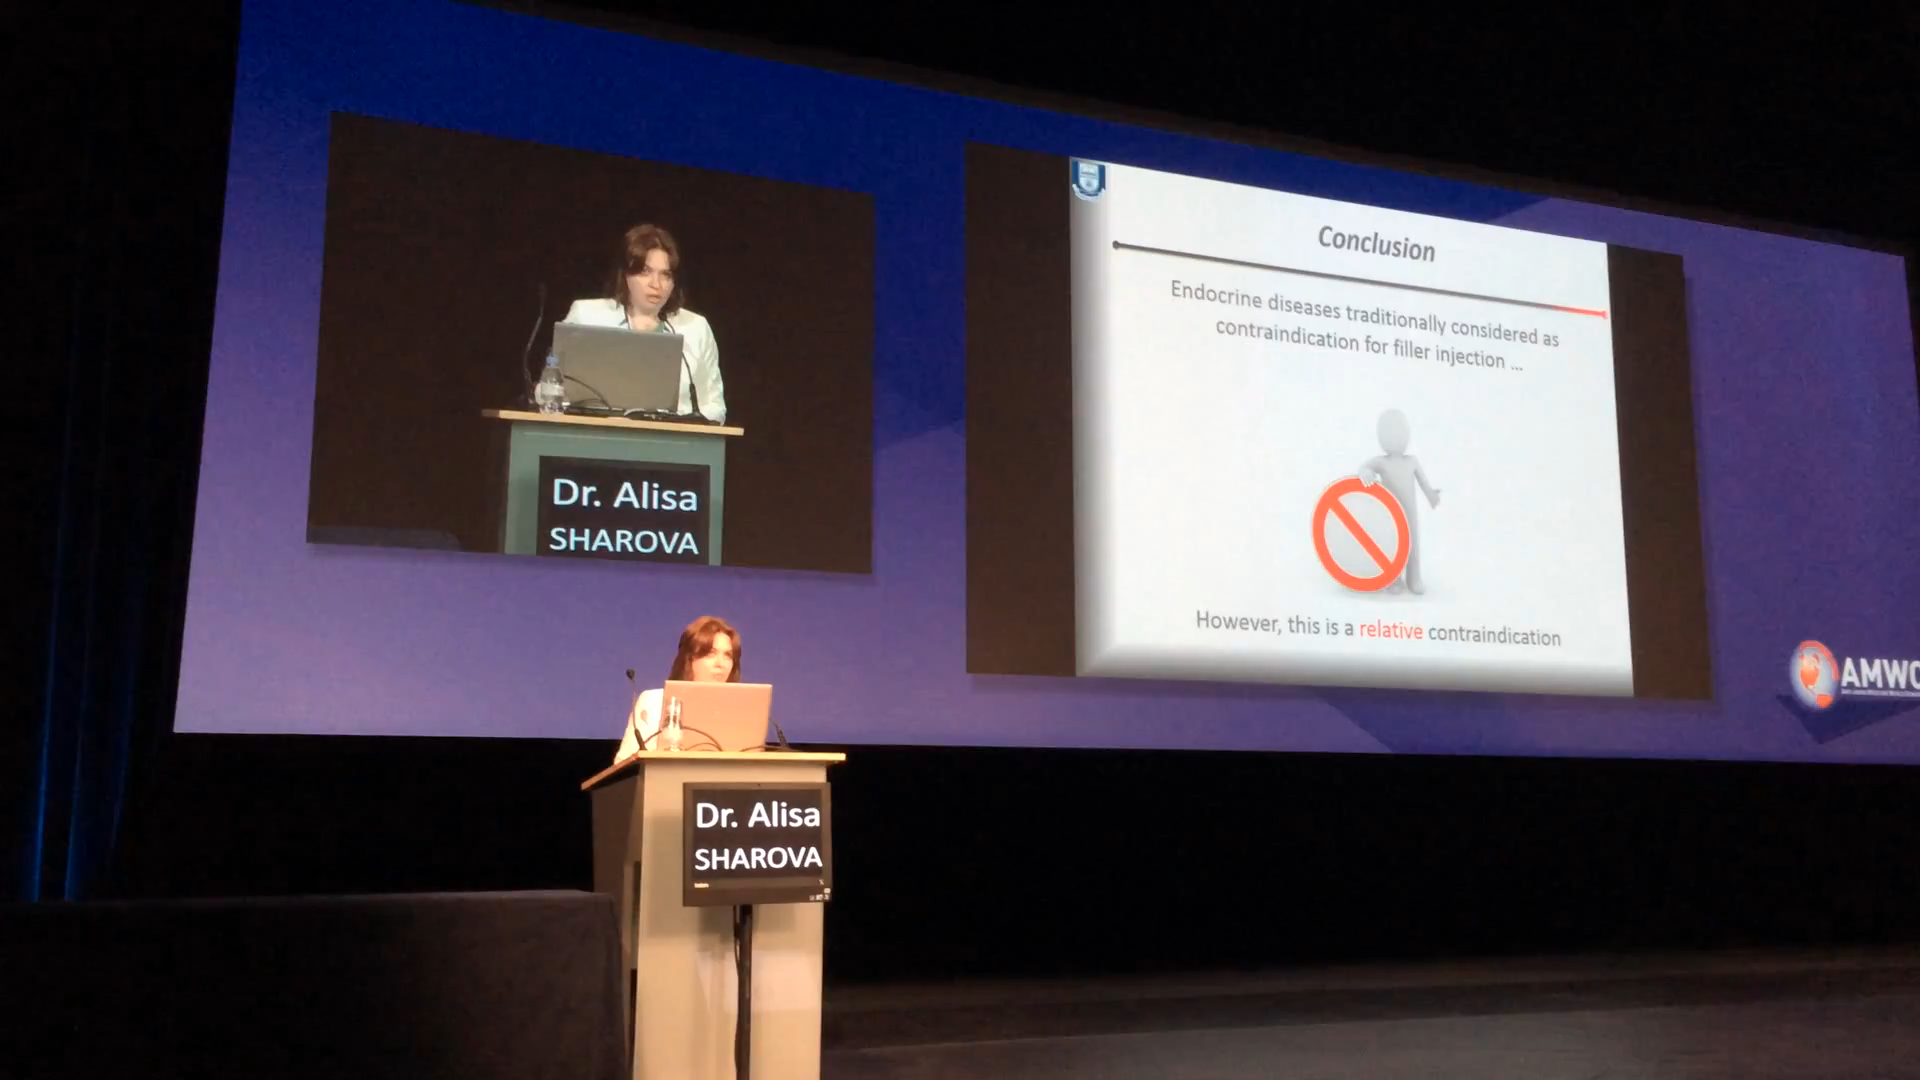 Dr. Alisa
SHAROVA
Conclusion
Endocrine diseases traditionally considered as
contraindication for filler injection ...
However, this is a relative contraindication
AMWC
Dr. Alisa
SHAROVA